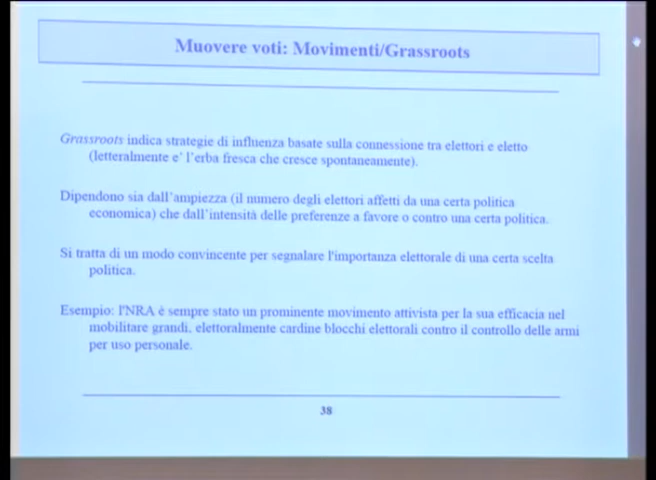 Muovere voti: Movimenti/Grassroots
Grassroots indica strategie di influenza basate sulla connessione tra elettori e eletto
(letteralmente e' l'erba fresca che cresce spontaneamente).
Dipendono sia dall'ampiezza (il numero degli elettori affetti da una certa politica
economica) che dall'intensità delle preferenze a favore o contro una certa politica.
Si tratta di un modo convincente per segnalare l'importanza elettorale di una certa scelta
politica.
Esempio: l'NRA è sempre stato un prominente movimento attivista per la sua efficacia nel
mobilitare grandi, elettoralmente cardine blocchi elettorali contro il controllo delle armi
per uso personale.
38